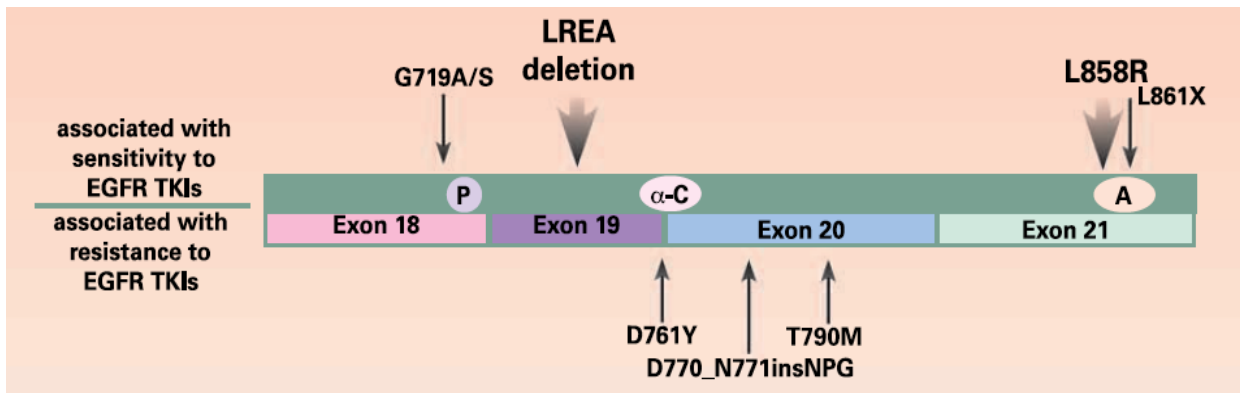 LREA
deletion
G719A/S
L858R
L861X
associated with
sensitivity to
EGFR TKIs
associated with
resistance to
EGFR TKIs
P
α-C
A
Exon 18
Exon 19
Exon 20
Exon 21
D761Y
T790M
D770_N771insNPG